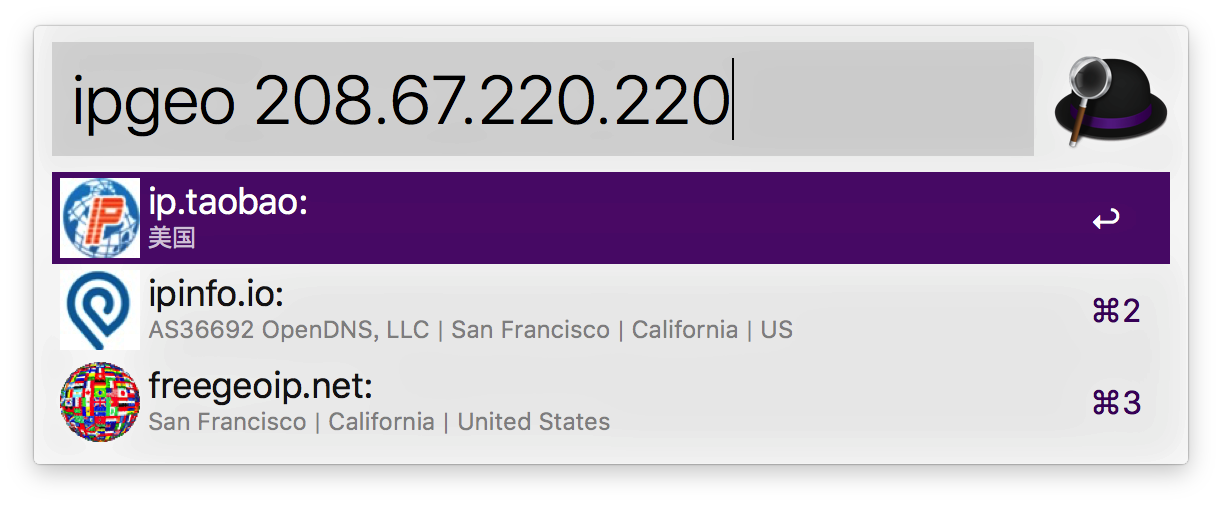 ipgeo 208.67.220.220
ip.taobao:
美国
↩
ipinfo.io:
AS36692 OpenDNS, LLC | San Francisco | California | US
⌘2
freegeoip.net:
San Francisco | California | United States
⌘3